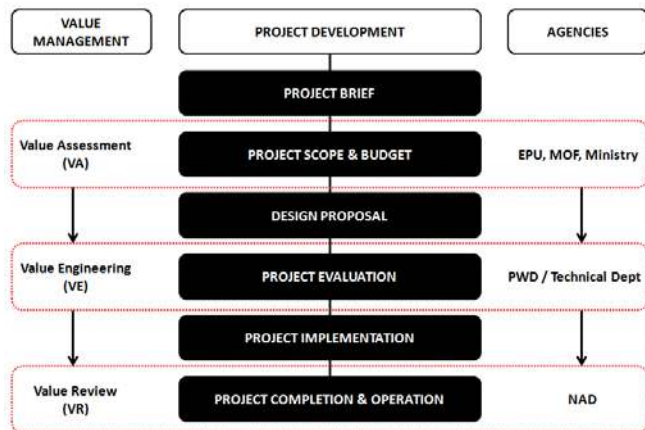 VALUE
MANAGEMENT
PROJECT DEVELOPMENT
AGENCIES
PROJECT BRIEF
Value Assessment
(VA)
PROJECT SCOPE & BUDGET
EPU, MOF, Ministry
DESIGN PROPOSAL
Value Engineering
(VE)
PROJECT EVALUATION
PWD / Technical Dept
PROJECT IMPLEMENTATION
Value Review
(VR)
PROJECT COMPLETION & OPERATION
NAD